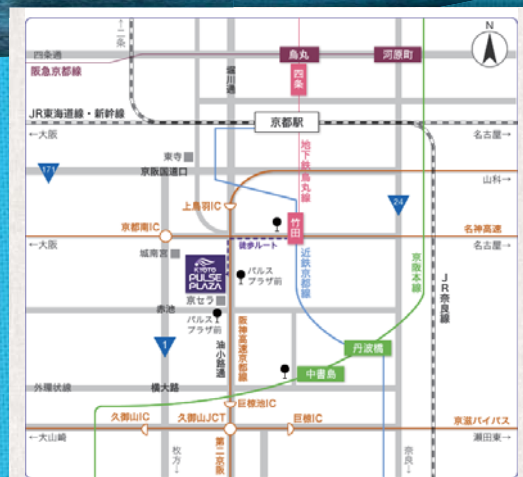 ←二条
N
四条通
烏丸
河原町
阪急京都線
四条
堀川通
JR東海道線・新幹線
京都駅
←大阪
名古屋→
地下鉄烏丸線
東寺
171
京阪国道口
山科→
24
上鳥羽IC
竹田
京都南IC
名神高速
←大阪
徒歩ルート
名古屋→
城南宮
近鉄京都線
京阪本線
JR奈良線
KYOTO
PULSE
PLAZA
パルス
プラザ前
京セラ
赤池
パルス
プラザ前
油小路通
阪神高速京都線
1
丹波橋
中書島
外環状線
横大路
巨椋池IC
久御山IC
久御山JCT
巨椋IC
京滋バイパス
←大山崎
瀬田東→
枚方→
第二京阪
奈良→